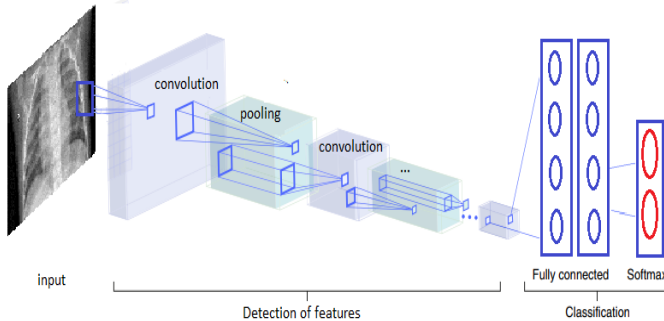 convolution
pooling
convolution
...
input
Fully connected
Softmax
Detection of features
Classification